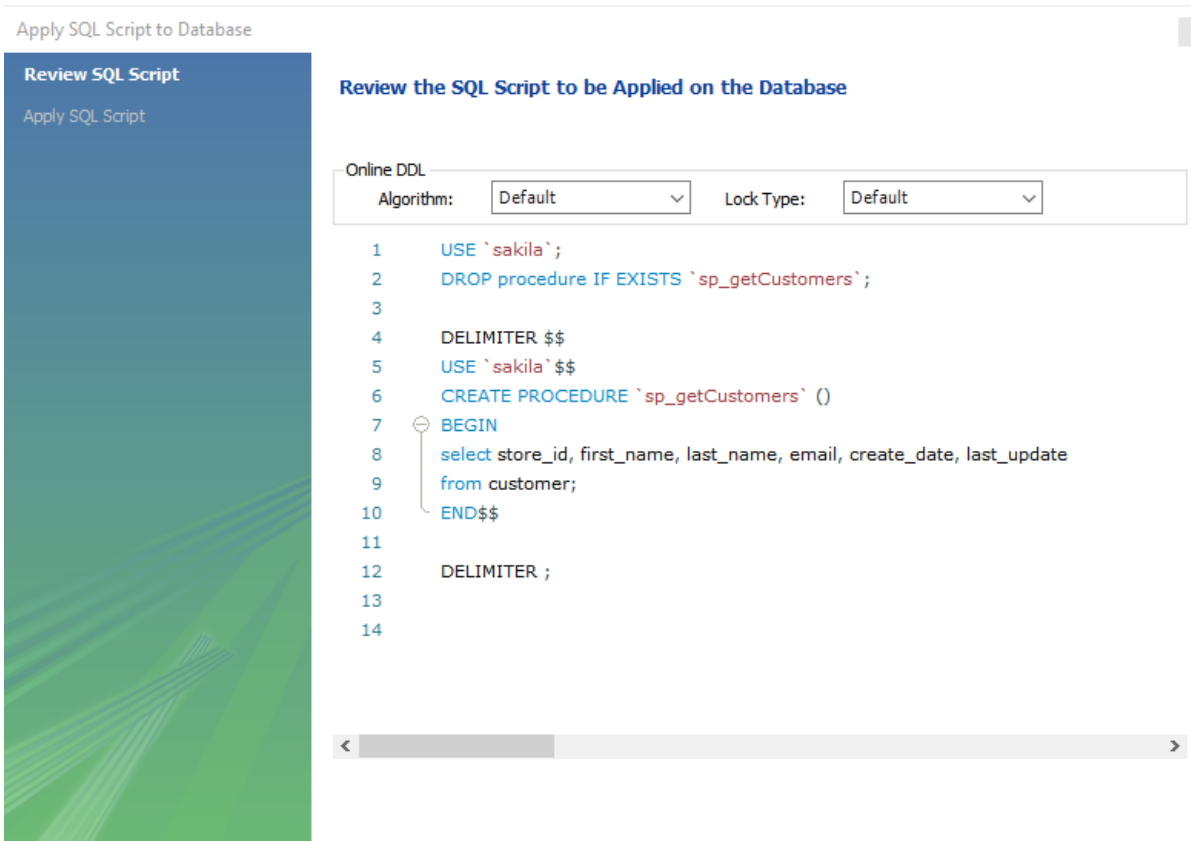 Apply SQL Script to Database
Review SQL Script
Apply SQL Script
Review the SQL Script to be Applied on the Database
Online DDL
Algorithm: Default Lock Type: Default
1 USE `sakila`;
2 DROP procedure IF EXISTS `sp_getCustomers`;
3
4 DELIMITER $$
5 USE `sakila`$$
6 CREATE PROCEDURE `sp_getCustomers` ()
7 BEGIN
8 select store_id, first_name, last_name, email, create_date, last_update
9 from customer;
10 END$$
11
12 DELIMITER ;
13
14